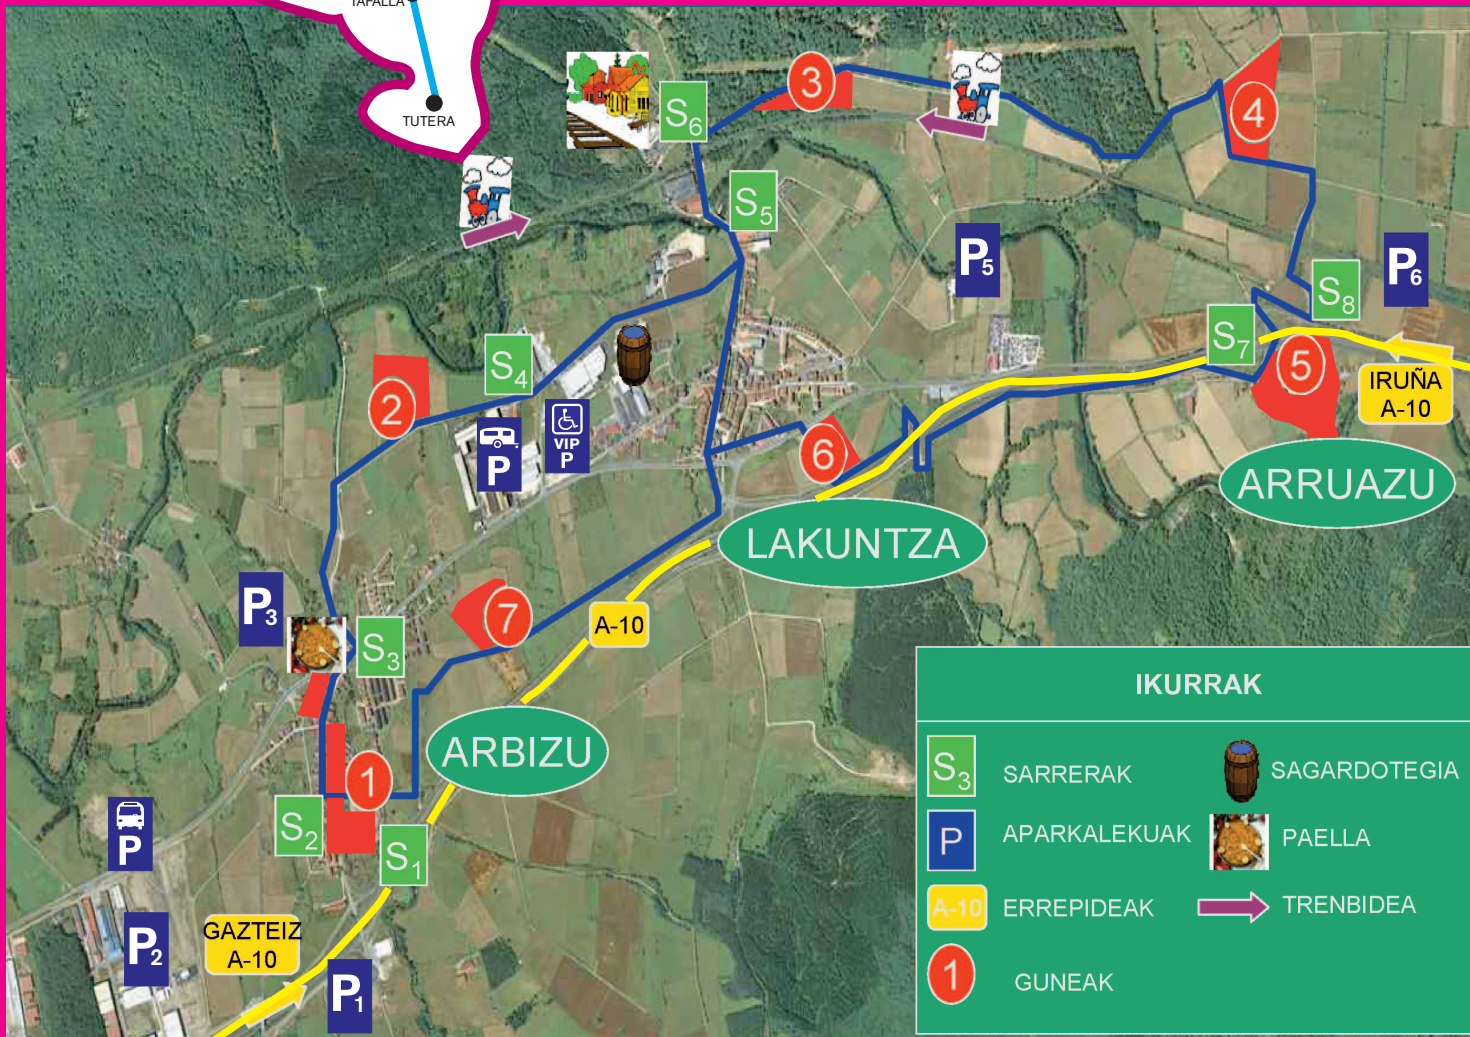 TAFALLA
TUTERA
3
S6
4
S5
P5
P6
S8
S7
5
IRUÑA
A-10
S4
2
P
VIP
P
6
ARRUAZU
LAKUNTZA
P3
S3
7
A-10
ARBIZU
1
S2
S1
P
P2
GAZTEIZ
A-10
P1
IKURRAK
S3 SARRERAK
SAGARDOTEGIA
P APARKALEKUAK
PAELLA
A-10 ERREPIDEAK
TRENBIDEA
1 GUNEAK